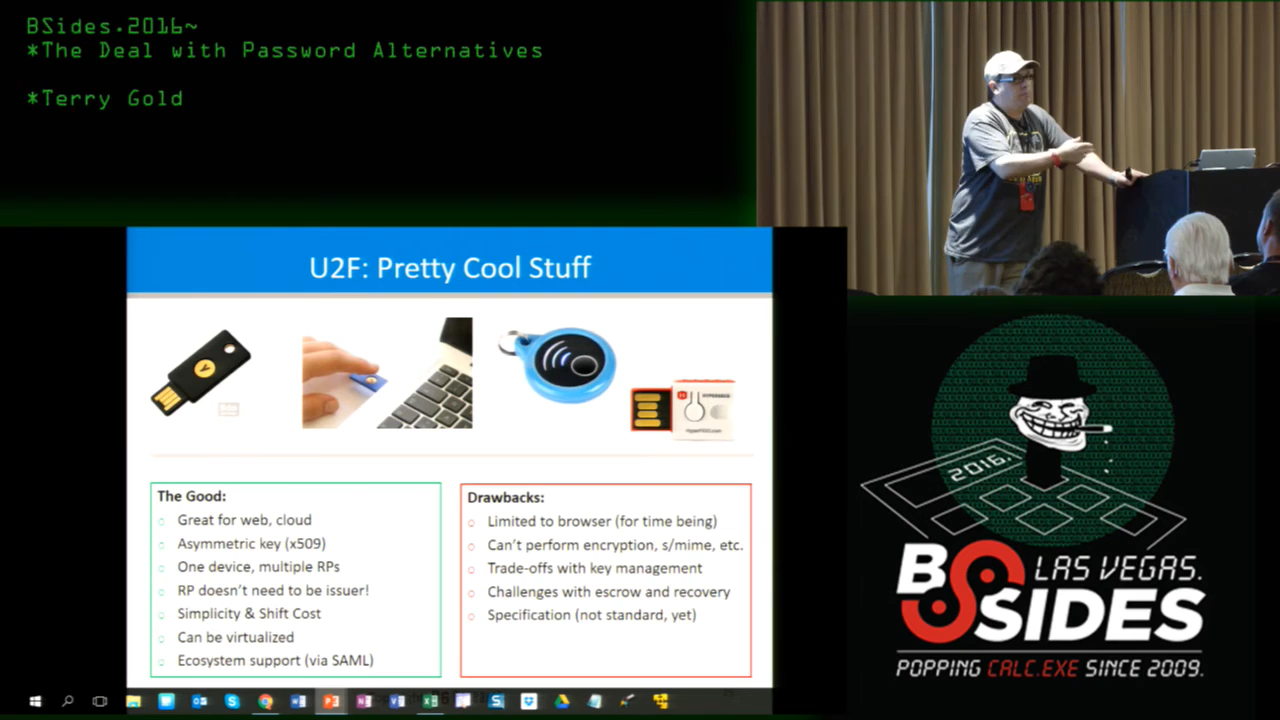 BSides.2016~
*The Deal with Password Alternatives
*Terry Gold
U2F: Pretty Cool Stuff
Y
The Good:
Great for web, cloud
Asymmetric key (x509)
One device, multiple RPs
RP doesn't need to be issuer!
Simplicity & Shift Cost
Can be virtualized
Ecosystem support (via SAML)
Drawbacks:
Limited to browser (for time being)
Can't perform encryption, s/mime, etc.
Trade-offs with key management
Challenges with escrow and recovery
Specification (not standard, yet)
2016.
BSIDES
LAS VEGAS.
POPPING CALC.EXE SINCE 2009.